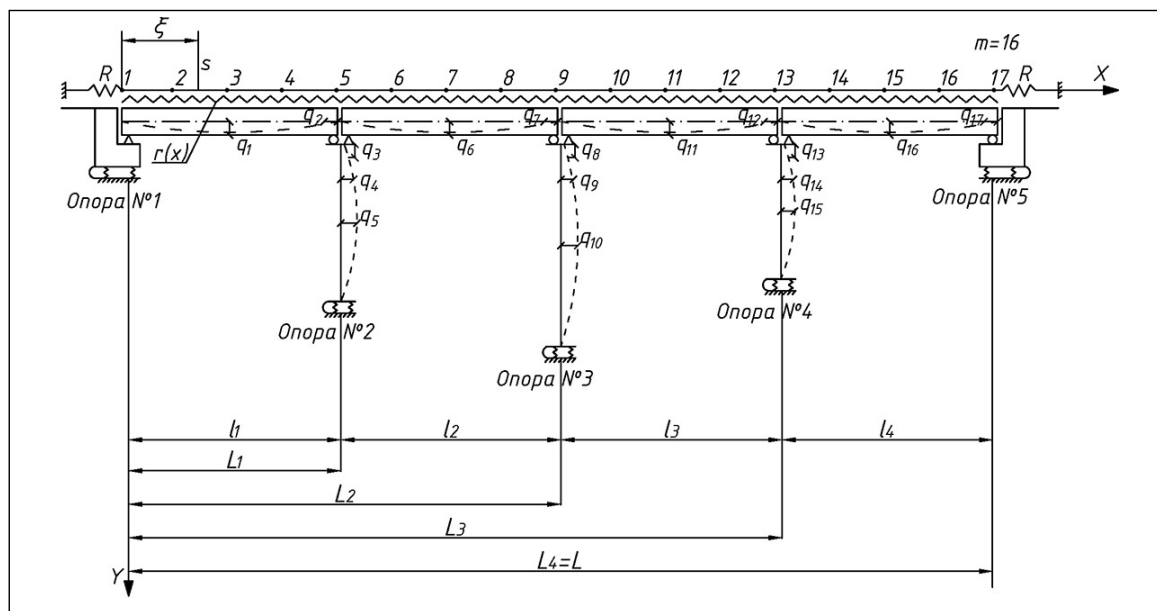 ξ
m=16
R 1 2 s 3 4 5 6 7 8 9 10 11 12 13 14 15 16 17 R X
q1 q2 q6 q7 q11 q12 q16 q17
r(x) q3 q8 q13
Опора №1 q4 q9 q14 Опора №5
q5 q10 q15
Опора №2 Опора №4
Опора №3
l1 l2 l3 l4
L1
L2
L3
L4=L
Y